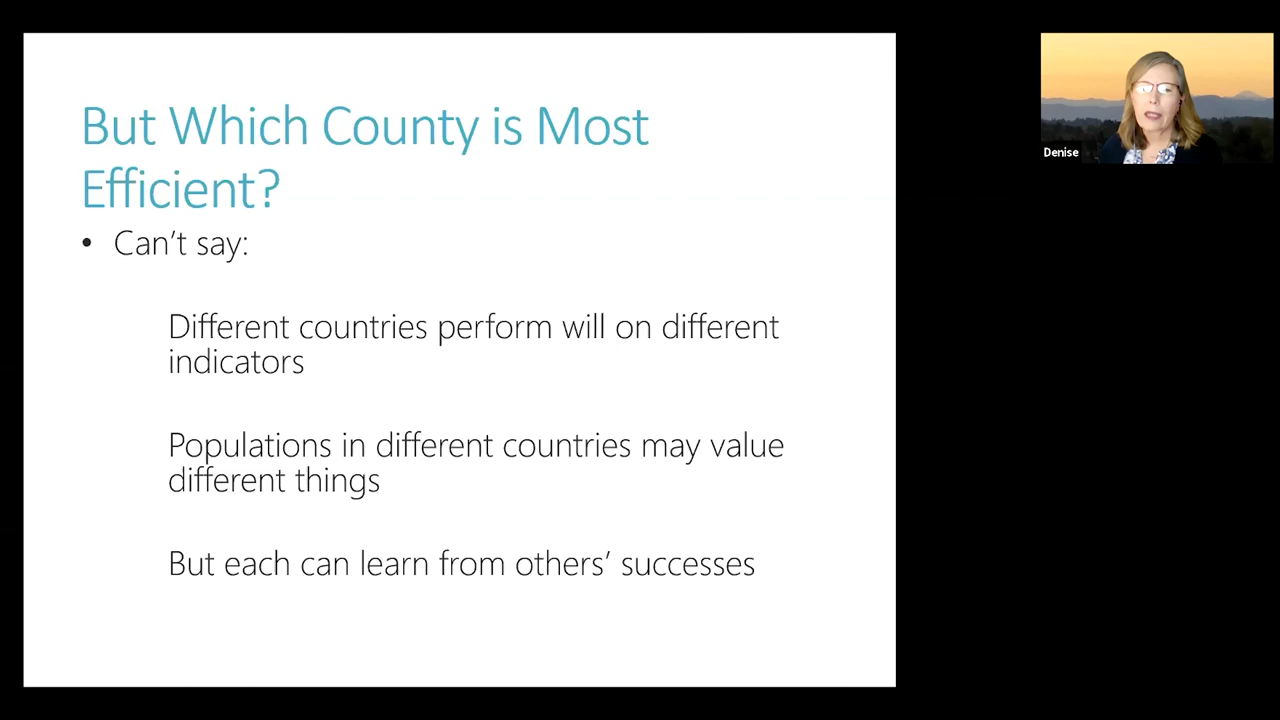 But Which County is Most
Efficient?
• Can’t say:
Different countries perform will on different
indicators
Populations in different countries may value
different things
But each can learn from others’ successes
Denise